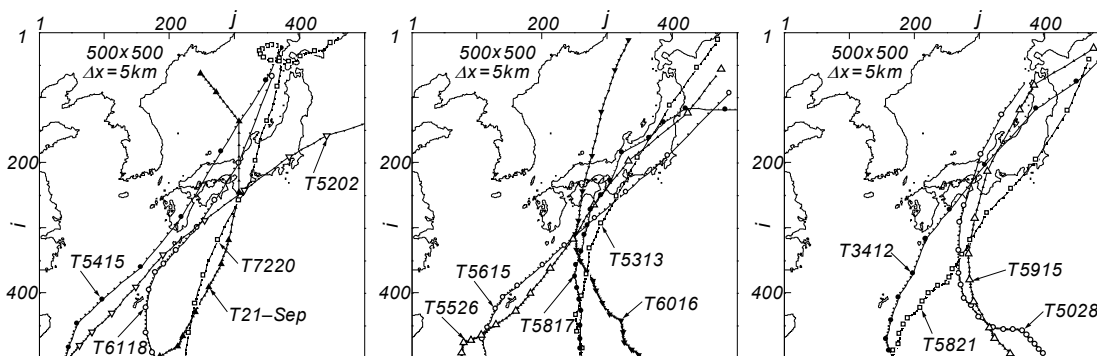 1 200 j 400
1
500x500
Δx=5km
200
i
400
T5202
T5415
T7220
T21−Sep
T6118
1 200 j 400
1
500x500
Δx=5km
200
i
400
T5313
T5615
T6016
T5526
T5817
1 200 j 400
1
500x500
Δx=5km
200
i
400
T3412
T5915
T5028
T5821